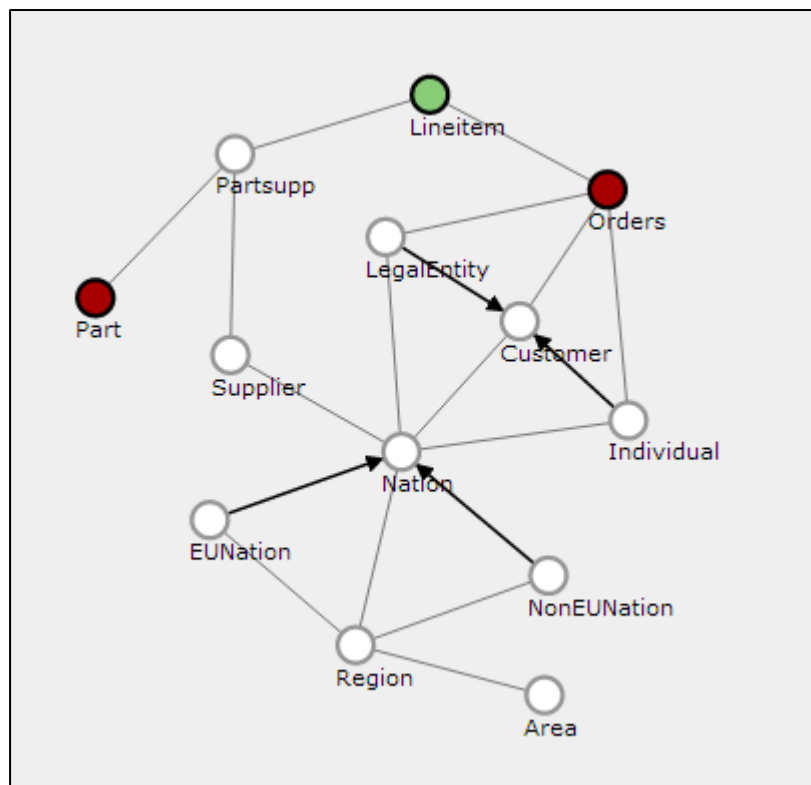 Lineitem
Partsupp
Orders
LegalEntity
Part
Customer
Supplier
Individual
Nation
EUNation
NonEUNation
Region
Area